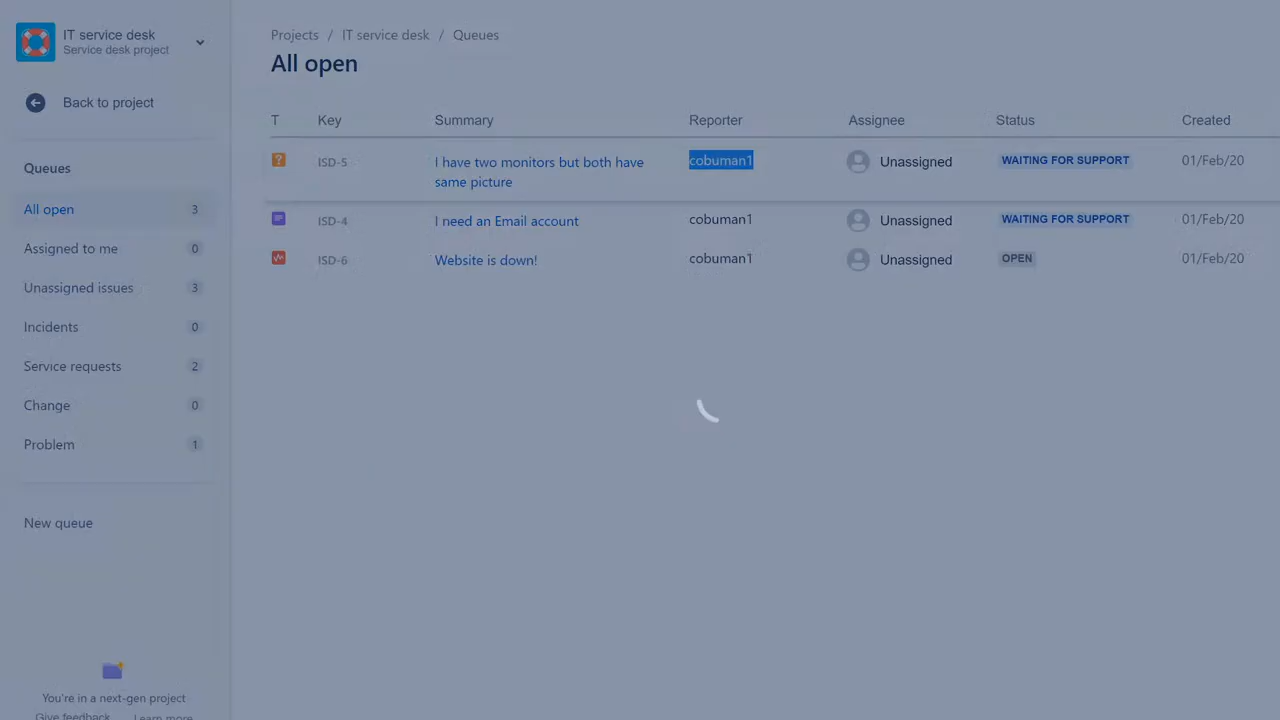 IT service desk
Service desk project
Back to project
Queues
All open 3
Assigned to me 0
Unassigned issues 3
Incidents 0
Service requests 2
Change 0
Problem 1
New queue
You're in a next-gen project
Give feedback Learn more
Projects / IT service desk / Queues
All open
T Key Summary Reporter Assignee Status Created
ISD-5 I have two monitors but both have cobuman1 Unassigned WAITING FOR SUPPORT 01/Feb/20
same picture
ISD-4 I need an Email account cobuman1 Unassigned WAITING FOR SUPPORT 01/Feb/20
ISD-6 Website is down! cobuman1 Unassigned OPEN 01/Feb/20